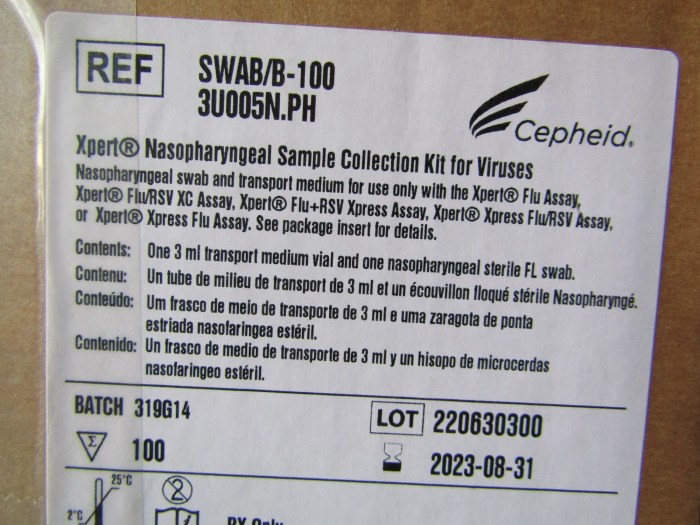 REF
SWAB/B-100
3U005N.PH
Cepheid.
Xpert® Nasopharyngeal Sample Collection Kit for Viruses
Nasopharyngeal swab and transport medium for use only with the Xpert® Flu Assay,
Xpert® Flu/RSV XC Assay, Xpert® Flu+RSV Xpress Assay, Xpert® Xpress Flu/RSV Assay,
or Xpert® Xpress Flu Assay. See package insert for details.
Contents: One 3 ml transport medium vial and one nasopharyngeal sterile FL swab.
Contenu: Un tube de milieu de transport de 3 ml et un écouvillon floqué stérile Nasopharyngé.
Conteúdo: Um frasco de meio de transporte de 3 ml e uma zaragota de ponta
estriada nasofaringea estéril.
Contenido: Un frasco de medio de transporte de 3 ml y un hisopo de microcerdas
nasofaringeo estéril.
BATCH 319G14
LOT 220630300
Σ 100
2023-08-31
25°C
2°C
2
RX Only